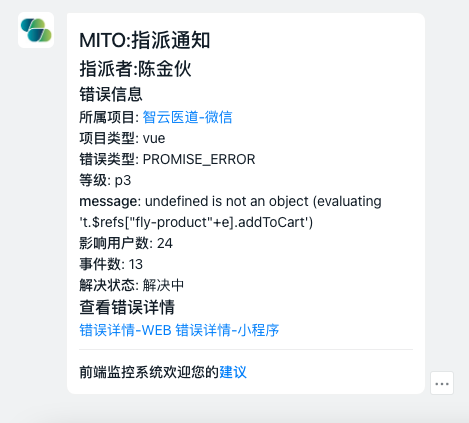 MITO:指派通知
指派者:陈金伙
错误信息
所属项目: 智云医道-微信
项目类型: vue
错误类型: PROMISE_ERROR
等级: p3
message: undefined is not an object (evaluating
't.$refs["fly-product"+e].addToCart')
影响用户数: 24
事件数: 13
解决状态: 解决中
查看错误详情
错误详情-WEB 错误详情-小程序
前端监控系统欢迎您的建议